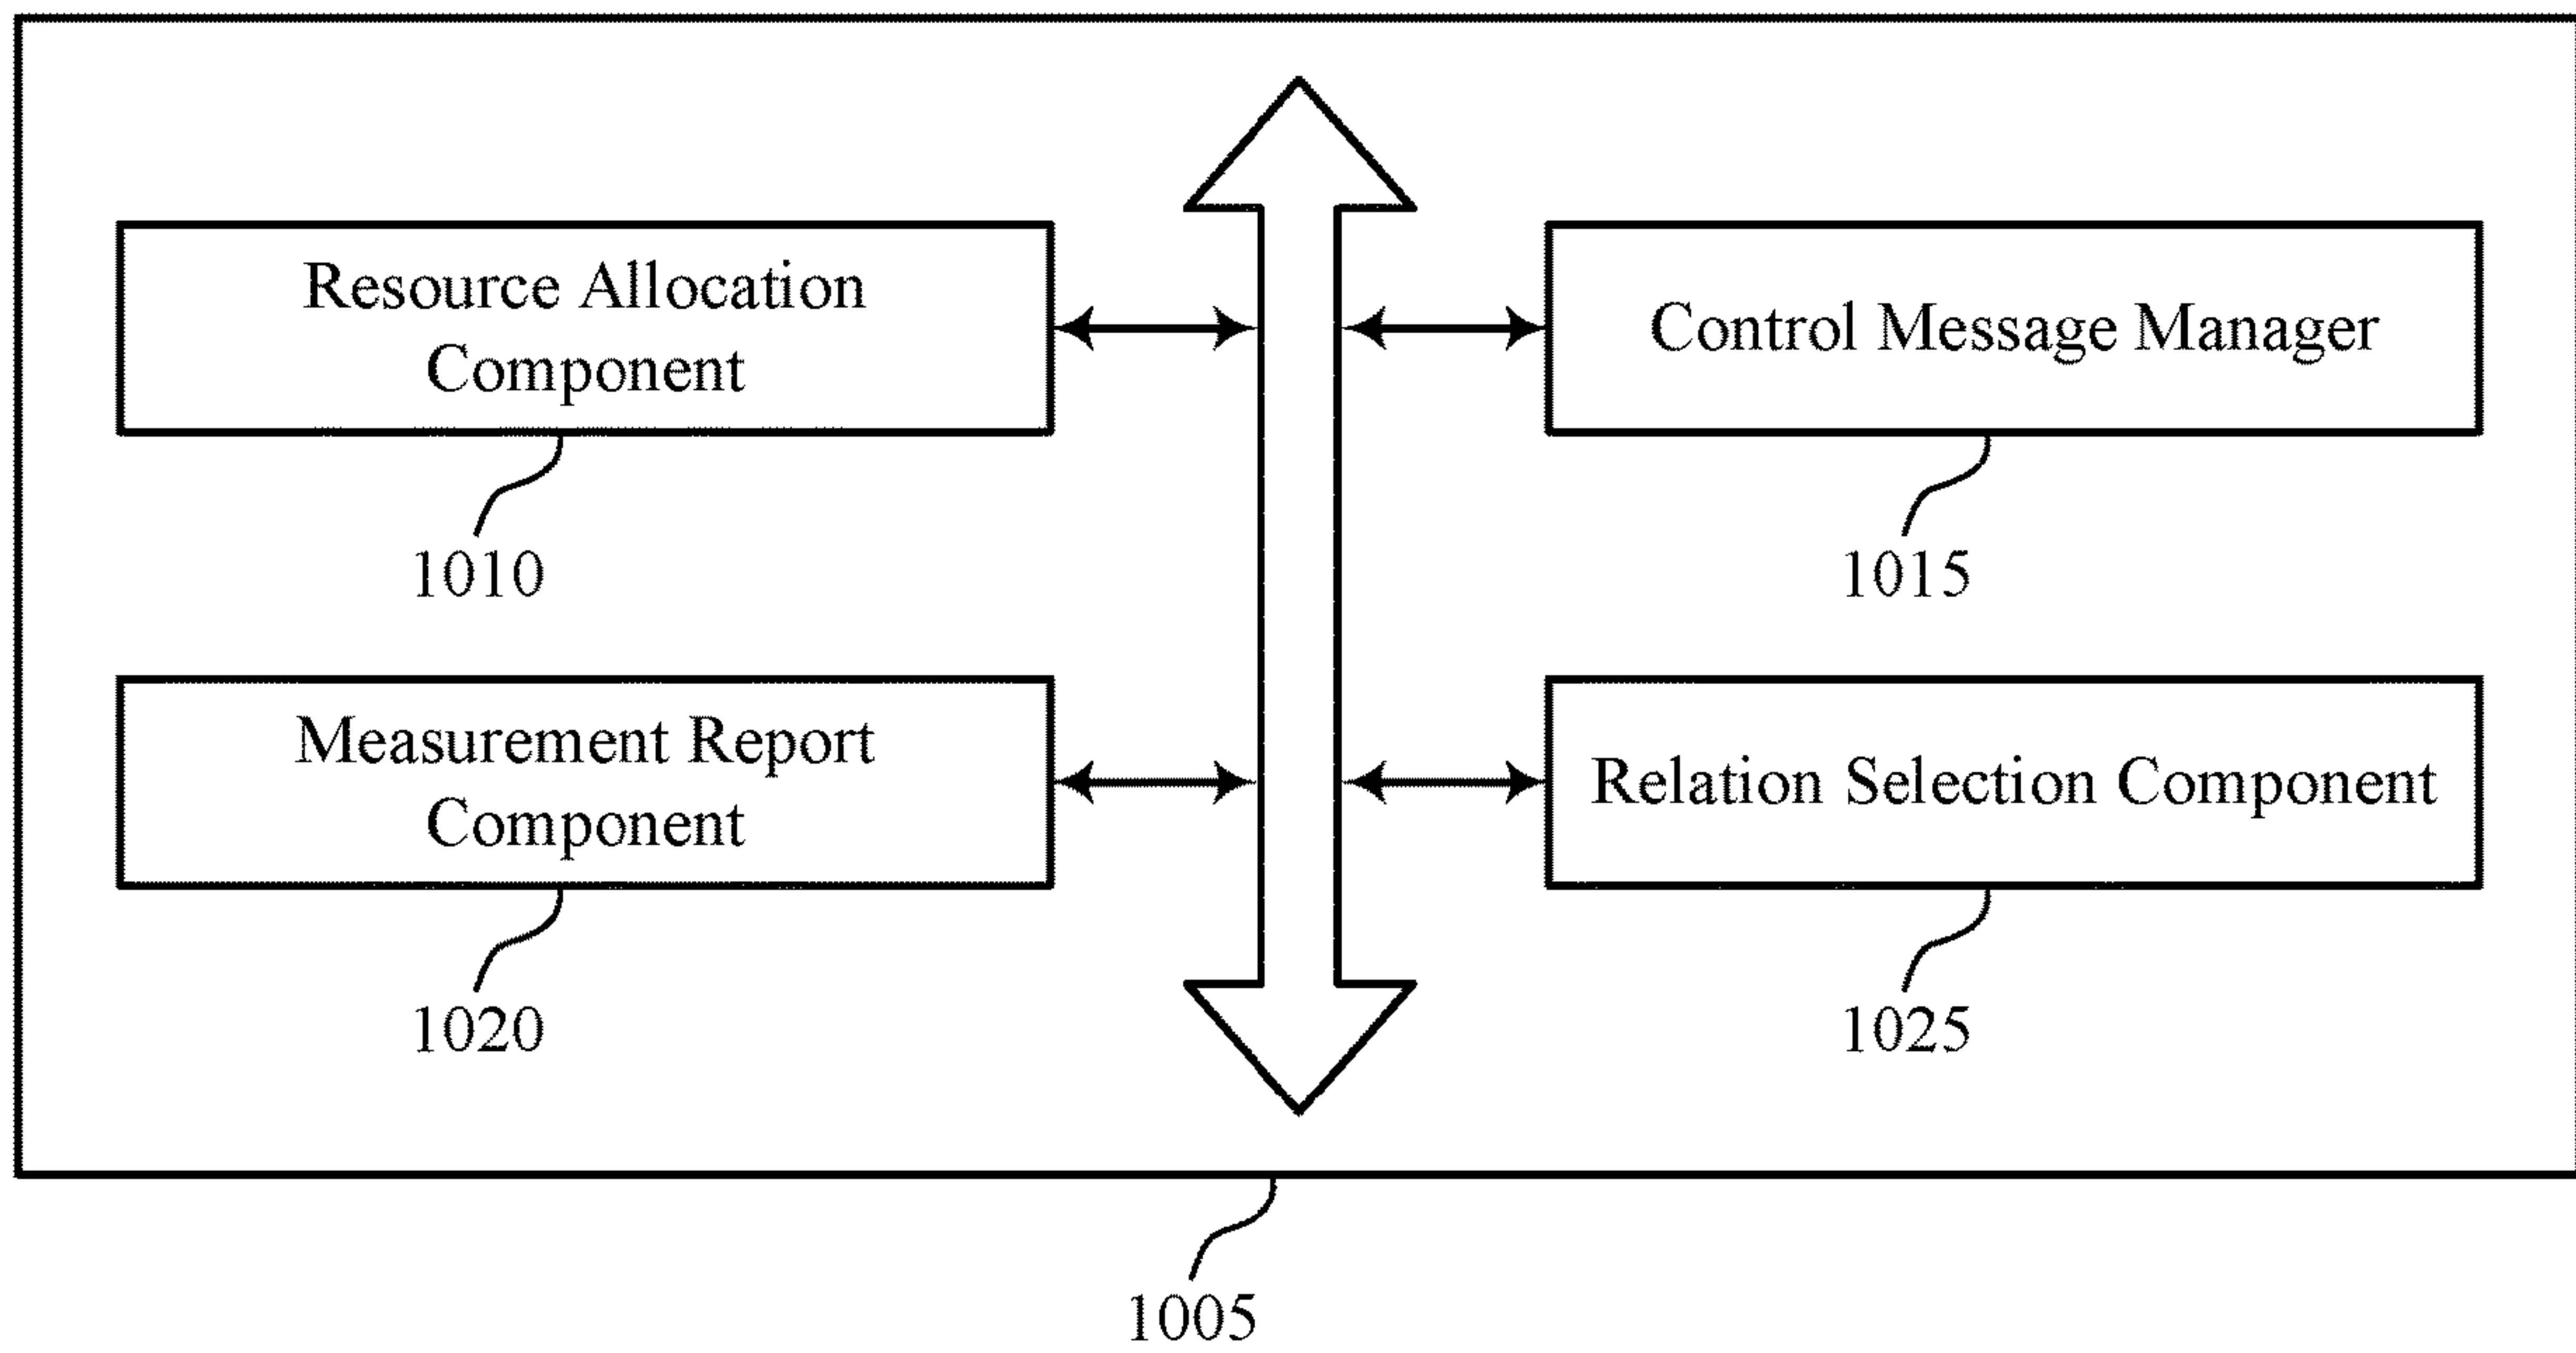 Resource Allocation
Component
Control Message Manager
1010
1015
Measurement Report
Component
Relation Selection Component
1020
1025
1005